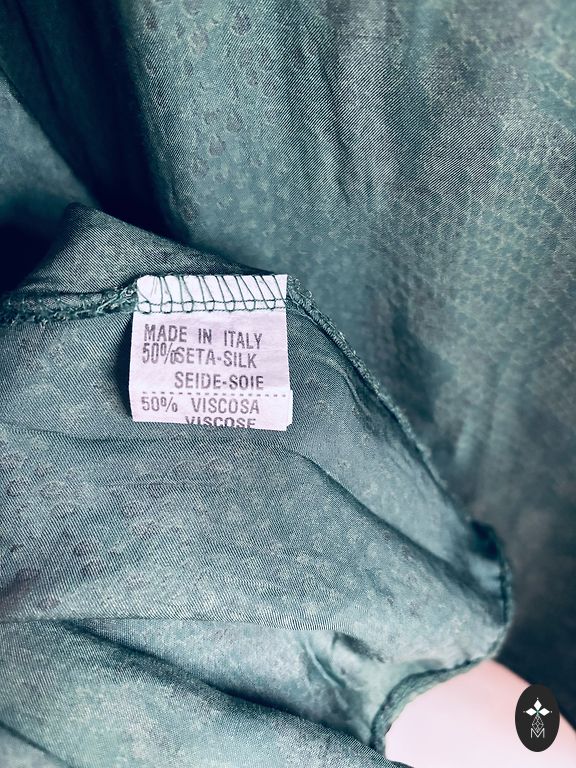 MADE IN ITALY
50% SETA-SILK
SEIDE-SOIE
50% VISCOSA
VISCOSE